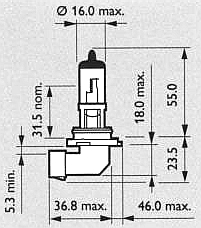 Ø 16.0 max.
31.5 nom.
18.0 max.
55.0
23.5
5.3 min.
36.8 max.
46.0 max.